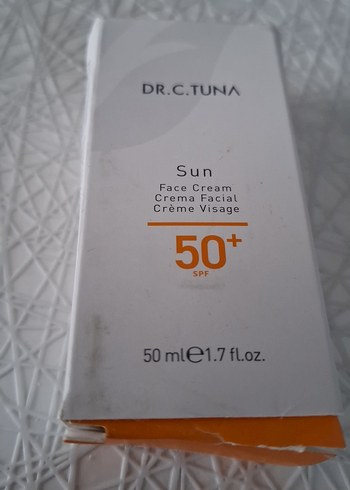 DR.C.TUNA
Sun
Face Cream
Crema Facial
Crème Visage
50+
SPF
50 ml℮1.7 fl.oz.